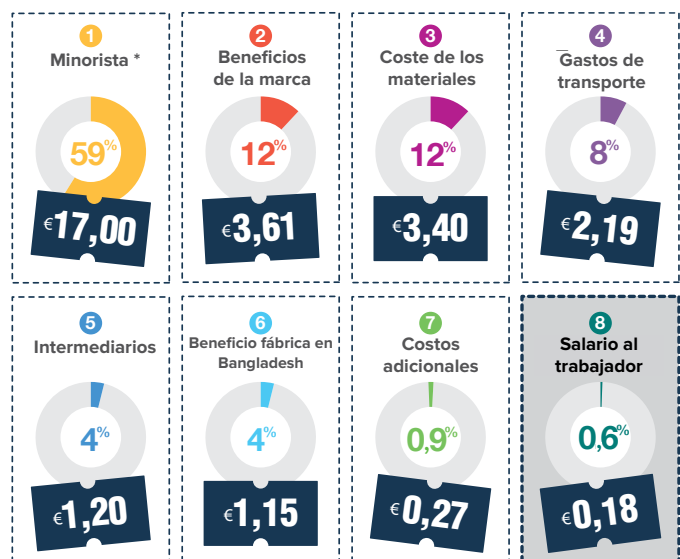 1
Minorista *
59%
€17,00
2
Beneficios
de la marca
12%
€3,61
3
Coste de los
materiales
12%
€3,40
4
Gastos de
transporte
8%
€2,19
5
Intermediarios
4%
€1,20
6
Beneficio fábrica en
Bangladesh
4%
€1,15
7
Costos
adicionales
0,9%
€0,27
8
Salario al
trabajador
0,6%
€0,18